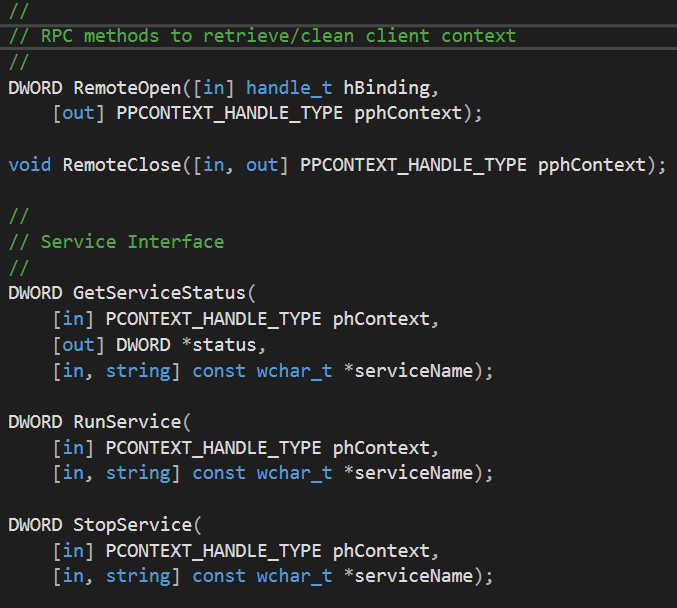 //
// RPC methods to retrieve/clean client context
//
DWORD RemoteOpen([in] handle_t hBinding,
    [out] PPCONTEXT_HANDLE_TYPE pphContext);

void RemoteClose([in, out] PPCONTEXT_HANDLE_TYPE pphContext);

//
// Service Interface
//
DWORD GetServiceStatus(
    [in] PCONTEXT_HANDLE_TYPE phContext,
    [out] DWORD *status,
    [in, string] const wchar_t *serviceName);

DWORD RunService(
    [in] PCONTEXT_HANDLE_TYPE phContext,
    [in, string] const wchar_t *serviceName);

DWORD StopService(
    [in] PCONTEXT_HANDLE_TYPE phContext,
    [in, string] const wchar_t *serviceName);